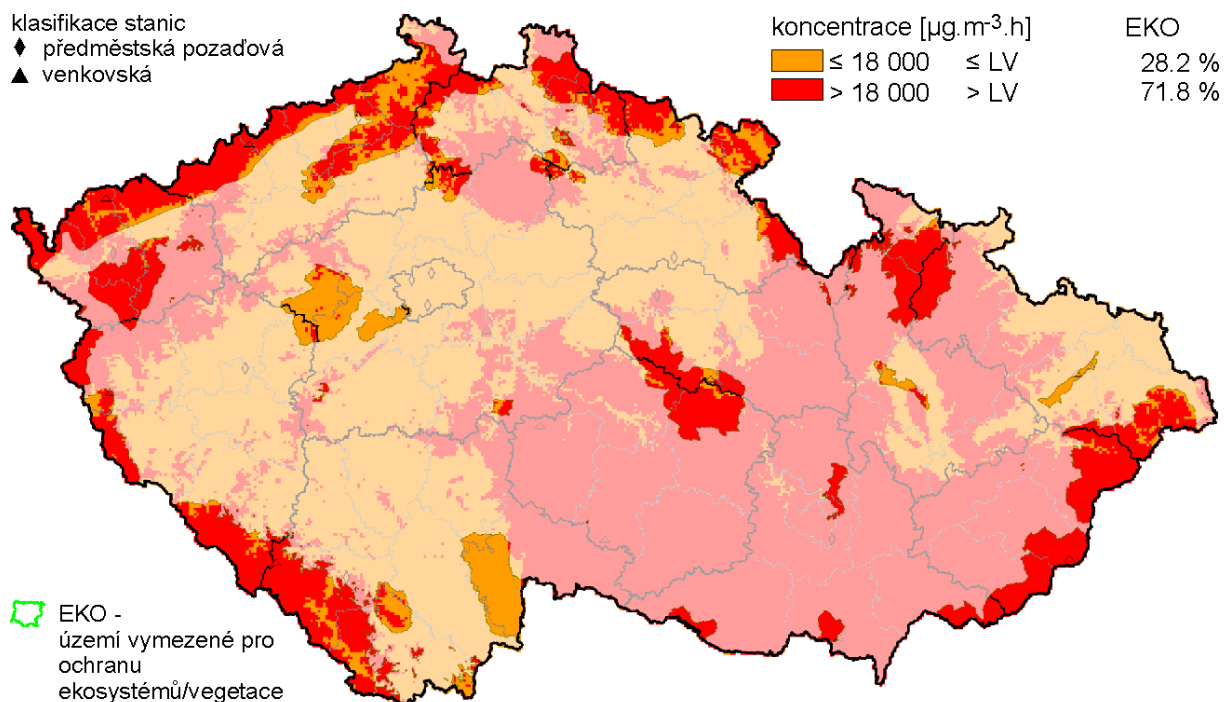 klasifikace stanic
předměstská pozaďová
venkovská
koncentrace [µg.m-3.h] EKO
≤ 18 000 ≤ LV 28.2 %
> 18 000 > LV 71.8 %
EKO -
území vymezené pro
ochranu
ekosystémů/vegetace